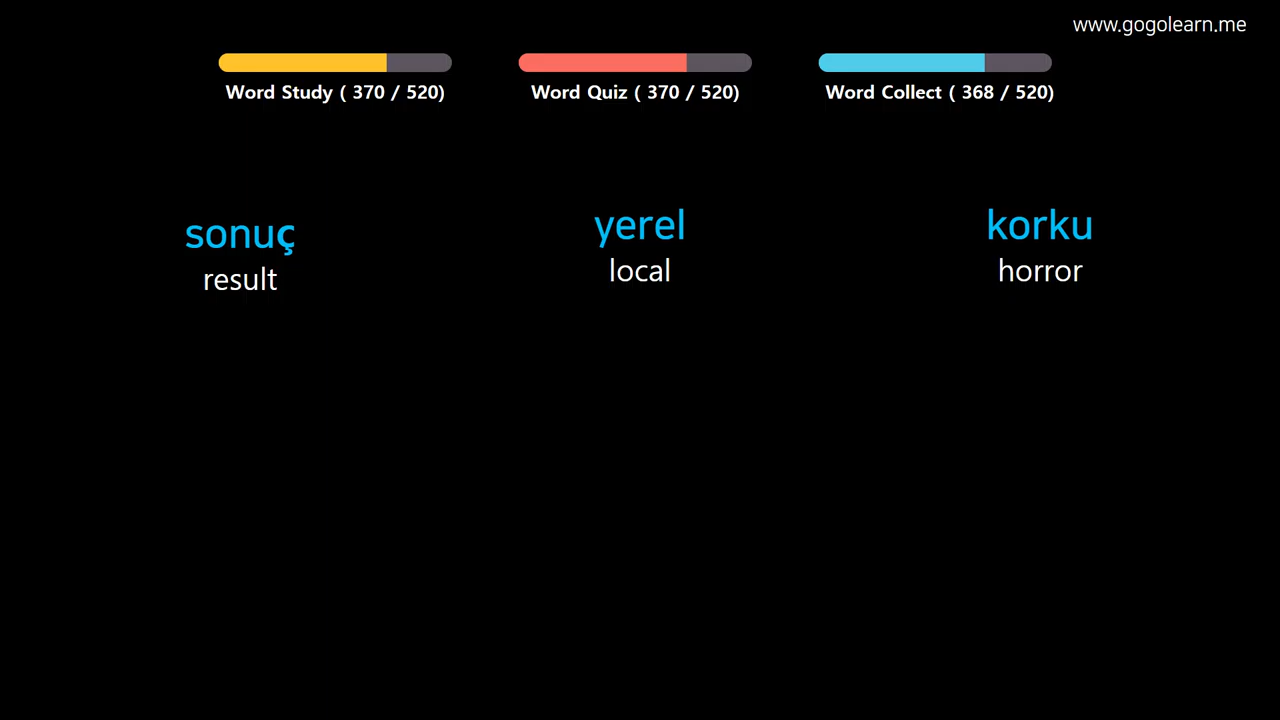 www.gogolearn.me
Word Study ( 370 / 520)
Word Quiz ( 370 / 520)
Word Collect ( 368 / 520)
sonuç
result
yerel
local
korku
horror